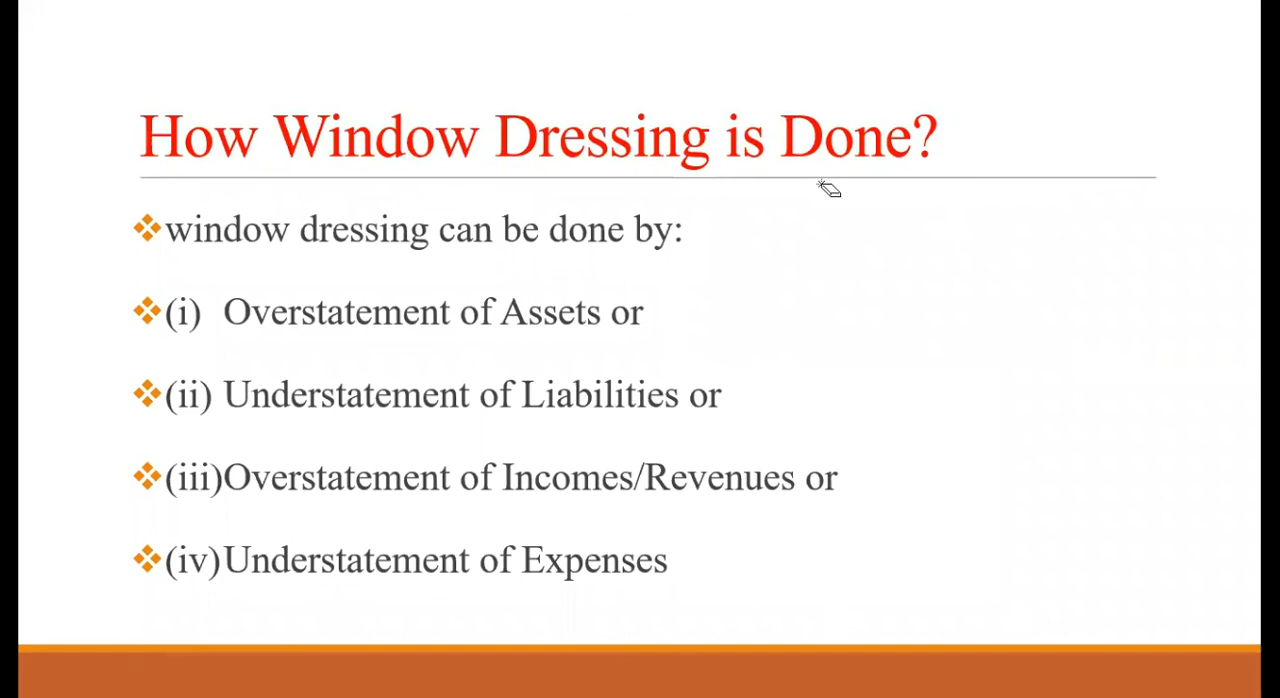 How Window Dressing is Done?
window dressing can be done by:
(i) Overstatement of Assets or
(ii) Understatement of Liabilities or
(iii)Overstatement of Incomes/Revenues or
(iv)Understatement of Expenses